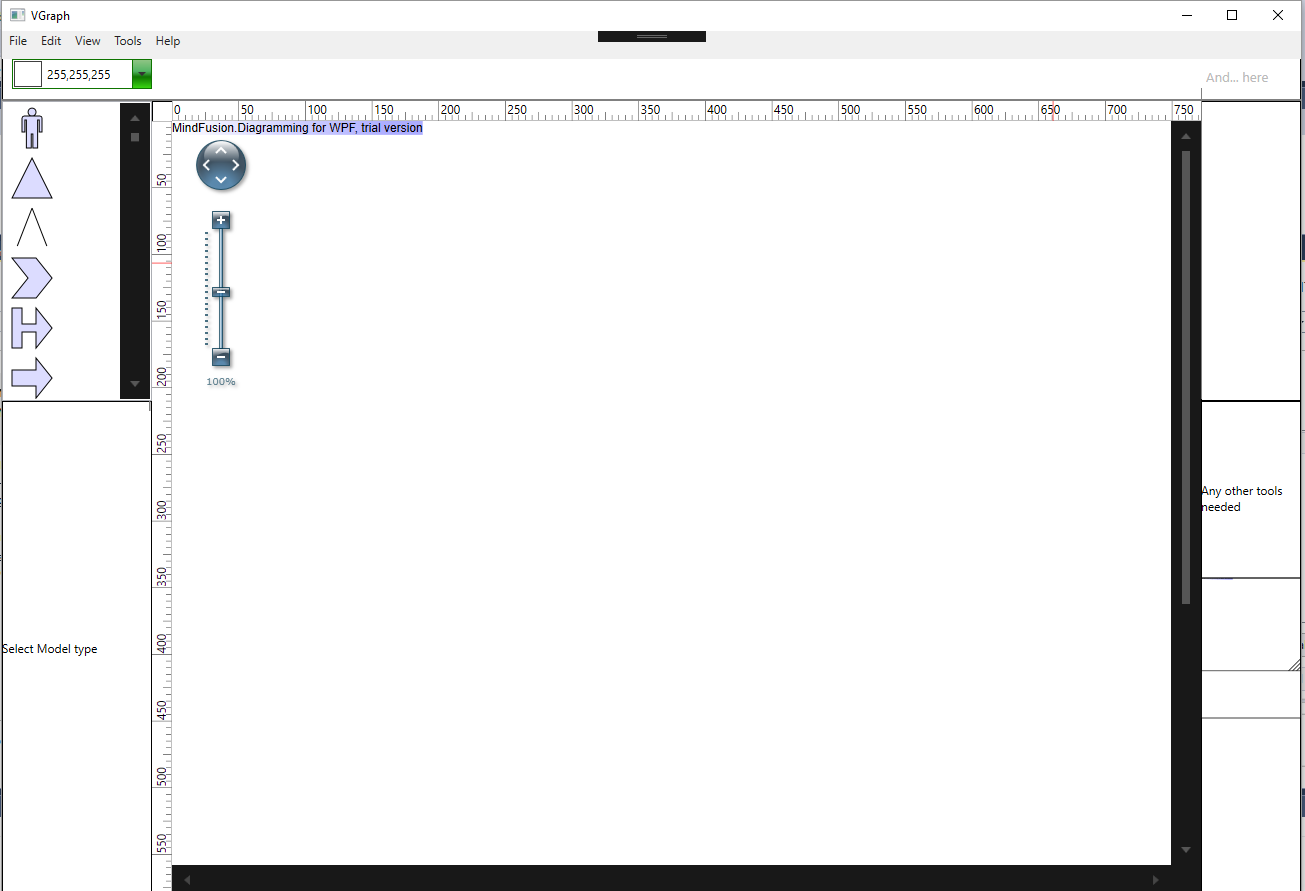 VGraph
File Edit View Tools Help
255,255,255
And... here
0 50 100 150 200 250 300 350 400 450 500 550 600 650 700 750
MindFusion.Diagramming for WPF, trial version
50
100
150
200
250
300
350
400
450
500
550
100%
Any other tools
needed
Select Model type